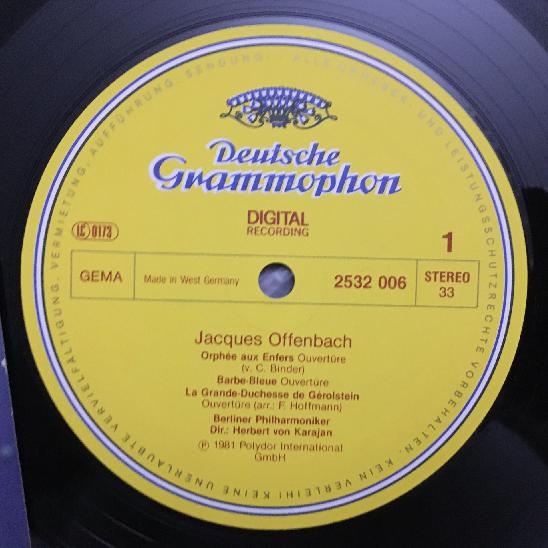 Deutsche
Grammophon
DIGITAL
RECORDING
LC 0173
1
GEMA
Made in West Germany
2532 006
STEREO
33
Jacques Offenbach
Orphée aux Enfers Ouvertüre
(v. C. Binder)
Barbe-Bleue Ouvertüre
La Grande-Duchesse de Gérolstein
Ouvertüre (arr.: F. Hoffmann)
Berliner Philharmoniker
Dir.: Herbert von Karajan
Ⓟ 1981 Polydor International
GmbH
ALLE URHEBER- UND LEISTUNGSSCHUTZRECHTE VORBEHALTEN. KEIN VERLEIH! KEINE UNERLAUBTE VERVIELFÄLTIGUNG, VERMIETUNG, AUFFÜHRUNG, SENDUNG!